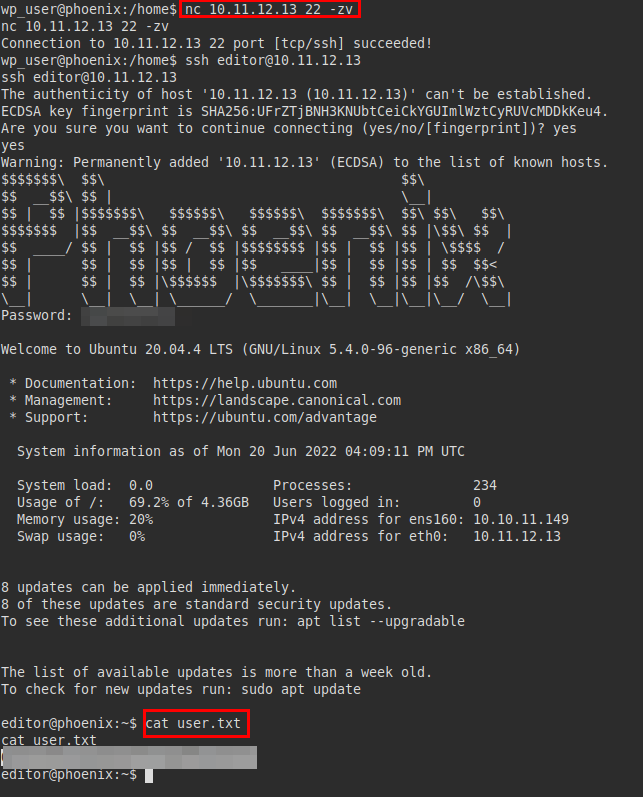 wp_user@phoenix:/home$ nc 10.11.12.13 22 -zv
nc 10.11.12.13 22 -zv
Connection to 10.11.12.13 22 port [tcp/ssh] succeeded!
wp_user@phoenix:/home$ ssh editor@10.11.12.13
ssh editor@10.11.12.13
The authenticity of host '10.11.12.13 (10.11.12.13)' can't be established.
ECDSA key fingerprint is SHA256:UFrZTjBNH3KNUbtCeiCkYGUImlWztCyRUVcMDDkKeu4.
Are you sure you want to continue connecting (yes/no/[fingerprint])? yes
yes
Warning: Permanently added '10.11.12.13' (ECDSA) to the list of known hosts.
$$$$$$$\  $$\                                     $$\
$$  __$$\ $$ |                                    \__|
$$ |  $$ |$$$$$$$\   $$$$$$\   $$$$$$\  $$$$$$$\  $$\ $$\   $$\
$$$$$$$  |$$  __$$\ $$  __$$\ $$  __$$\ $$  __$$\ $$ |\$$\ $$  |
$$  ____/ $$ |  $$ |$$ /  $$ |$$$$$$$$ |$$ |  $$ |$$ | \$$$$  /
$$ |      $$ |  $$ |$$ |  $$ |$$   ____|$$ |  $$ |$$ | $$  $$<
$$ |      $$ |  $$ |\$$$$$$  |\$$$$$$$\ $$ |  $$ |$$ |$$  /\$$\
\__|      \__|  \__| \______/  \_______|\__|  \__|\__|\__/  \__|
Password:
Welcome to Ubuntu 20.04.4 LTS (GNU/Linux 5.4.0-96-generic x86_64)
* Documentation:  https://help.ubuntu.com
* Management:     https://landscape.canonical.com
* Support:        https://ubuntu.com/advantage
System information as of Mon 20 Jun 2022 04:09:11 PM UTC
System load:  0.0               Processes:               234
Usage of /:   69.2% of 4.36GB   Users logged in:         0
Memory usage: 20%               IPv4 address for ens160: 10.10.11.149
Swap usage:   0%                IPv4 address for eth0:   10.11.12.13
8 updates can be applied immediately.
8 of these updates are standard security updates.
To see these additional updates run: apt list --upgradable
The list of available updates is more than a week old.
To check for new updates run: sudo apt update
editor@phoenix:~$ cat user.txt
cat user.txt
editor@phoenix:~$